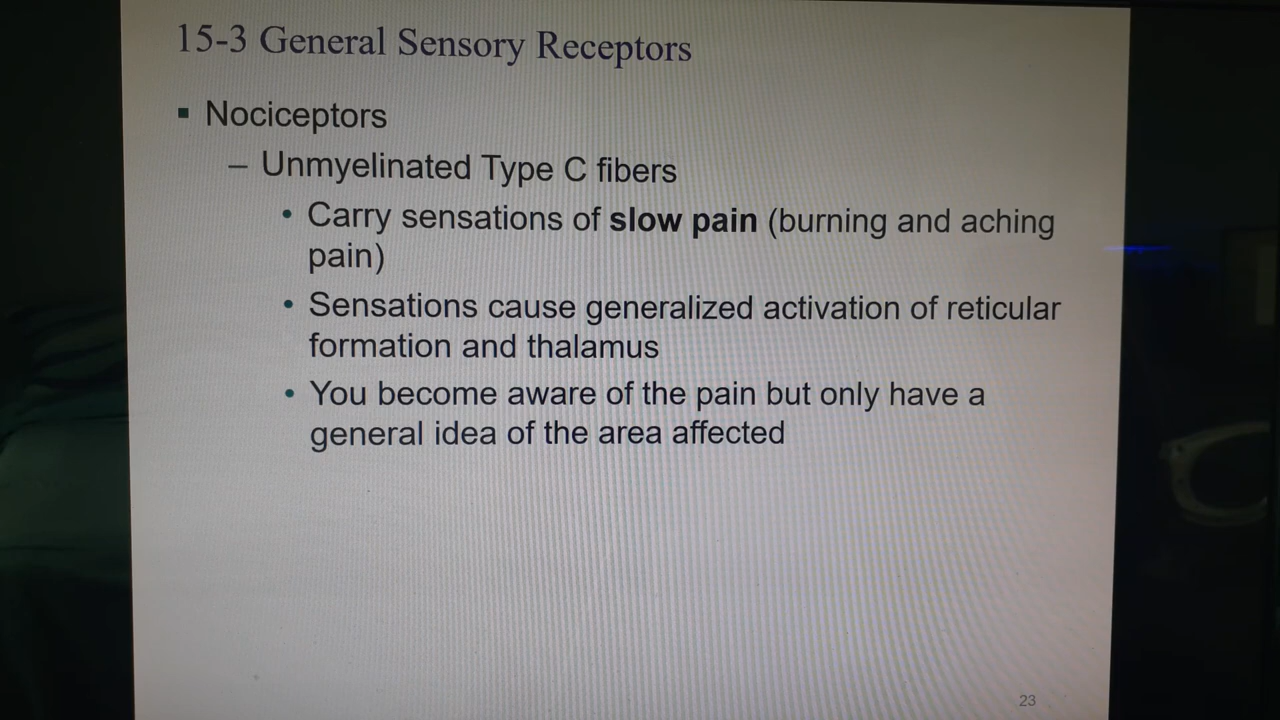 15-3 General Sensory Receptors
▪ Nociceptors
– Unmyelinated Type C fibers
• Carry sensations of slow pain (burning and aching
pain)
• Sensations cause generalized activation of reticular
formation and thalamus
• You become aware of the pain but only have a
general idea of the area affected
23